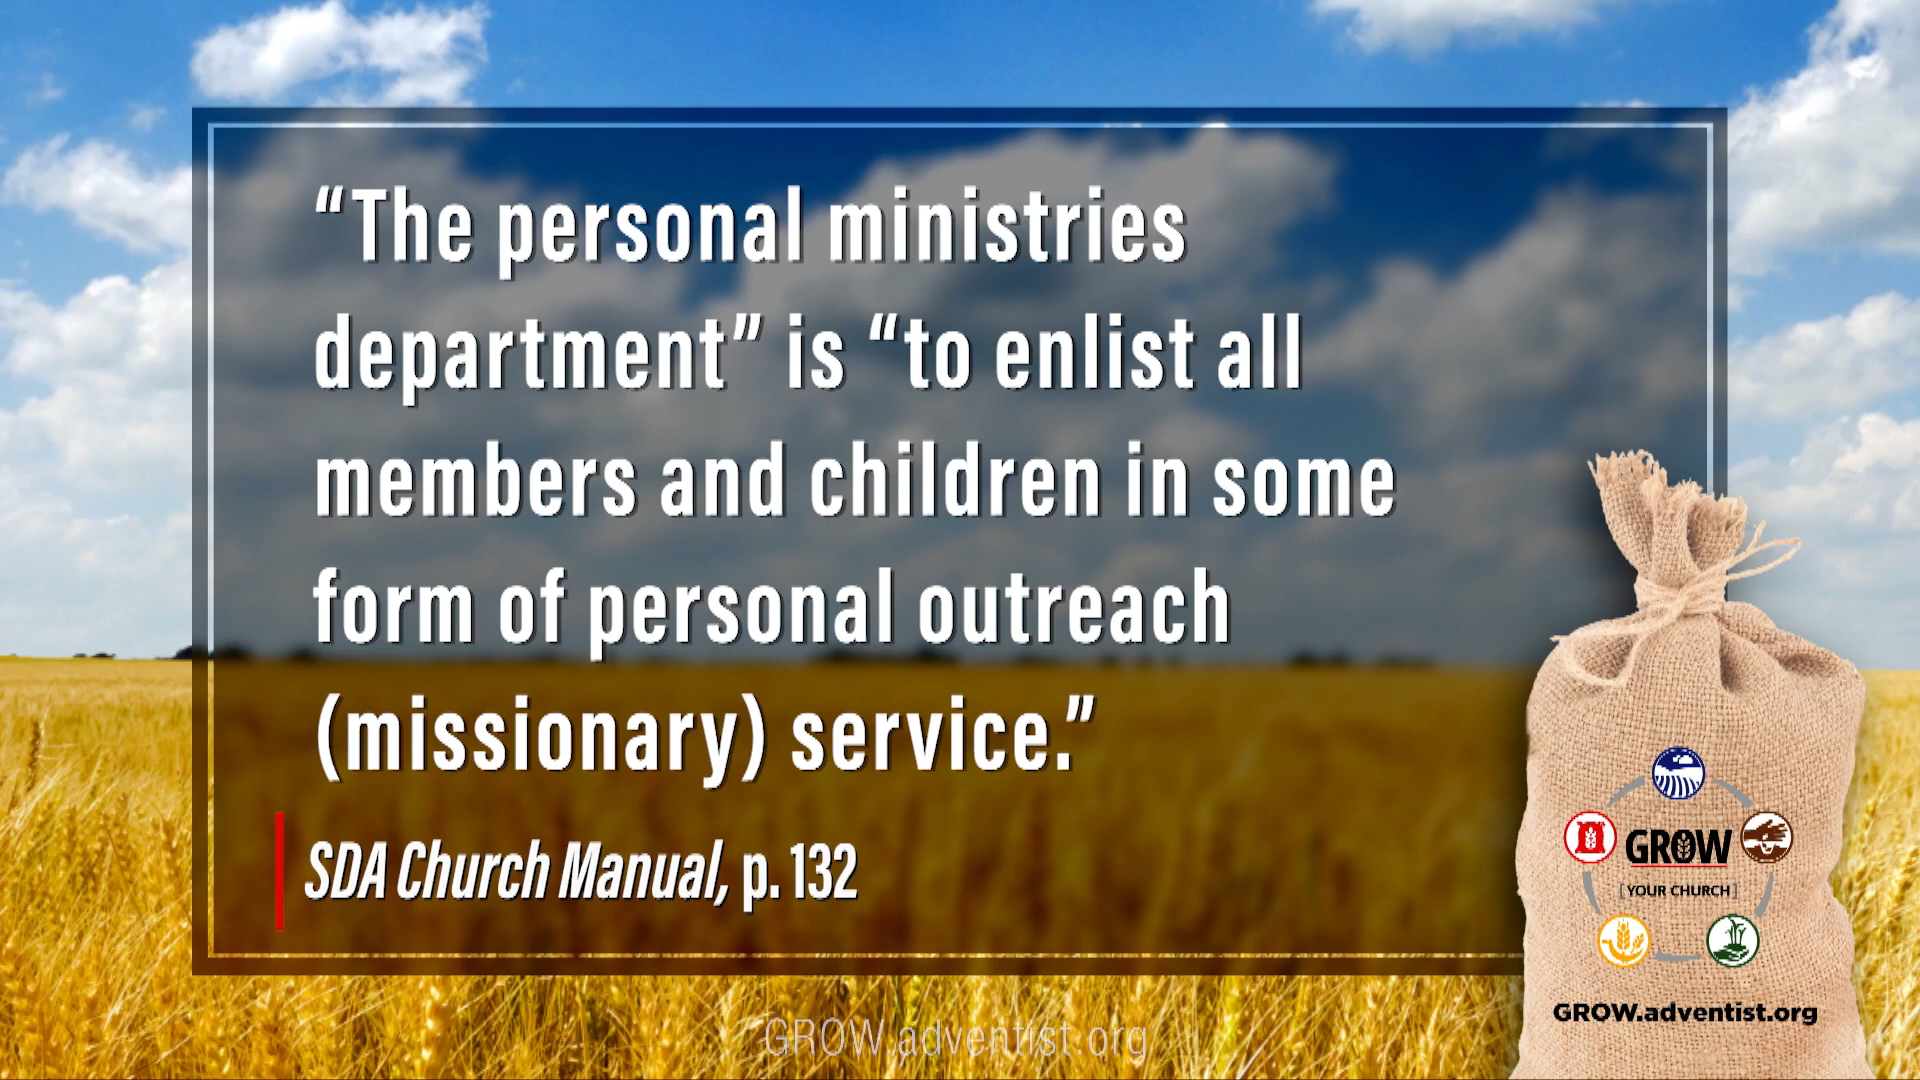 “The personal ministries
department” is “to enlist all
members and children in some
form of personal outreach
(missionary) service.”
SDA Church Manual, p. 132
GROW
[YOUR CHURCH]
GROW.adventist.org
GROW.adventist.org